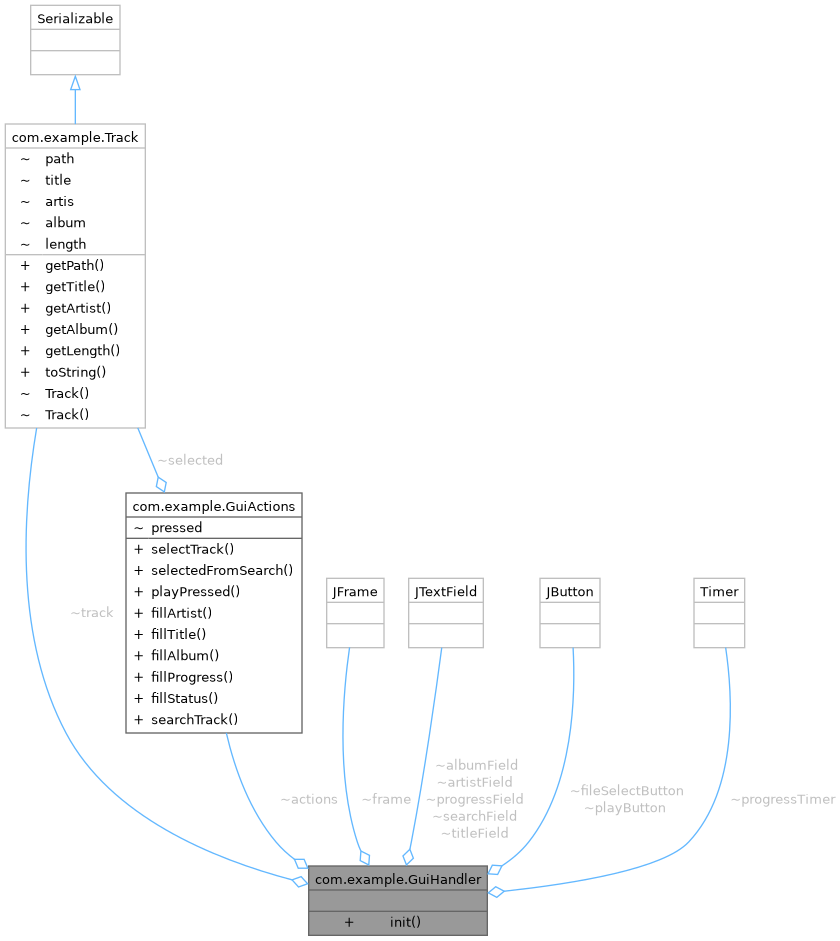 Serializable
com.example.Track
~ path
~ title
~ artis
~ album
~ length
+ getPath()
+ getTitle()
+ getArtist()
+ getAlbum()
+ getLength()
+ toString()
~ Track()
~ Track()
~selected
com.example.GuiActions
~ pressed
+ selectTrack()
+ selectedFromSearch()
+ playPressed()
+ fillArtist()
+ fillTitle()
+ fillAlbum()
+ fillProgress()
+ fillStatus()
+ searchTrack()
JFrame
JTextField
JButton
Timer
~track
~actions
~frame
~albumField
~artistField
~progressField
~searchField
~titleField
~fileSelectButton
~playButton
~progressTimer
com.example.GuiHandler
+ init()